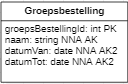 Groepsbestelling
groepsBestellingId: int PK
naam: string NNA AK
datumVan: date NNA AK2
datumTot: date NNA AK2